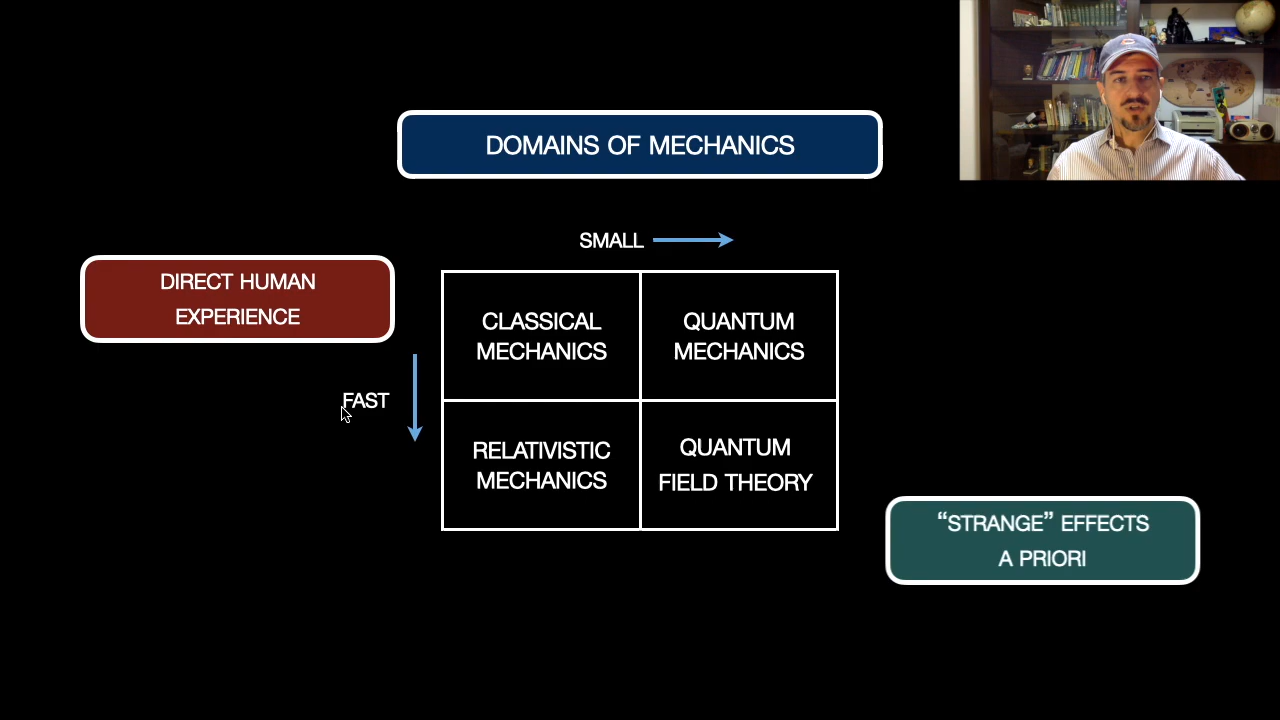 DOMAINS OF MECHANICS
SMALL
DIRECT HUMAN
EXPERIENCE
CLASSICAL
MECHANICS
QUANTUM
MECHANICS
FAST
RELATIVISTIC
MECHANICS
QUANTUM
FIELD THEORY
“STRANGE” EFFECTS
A PRIORI